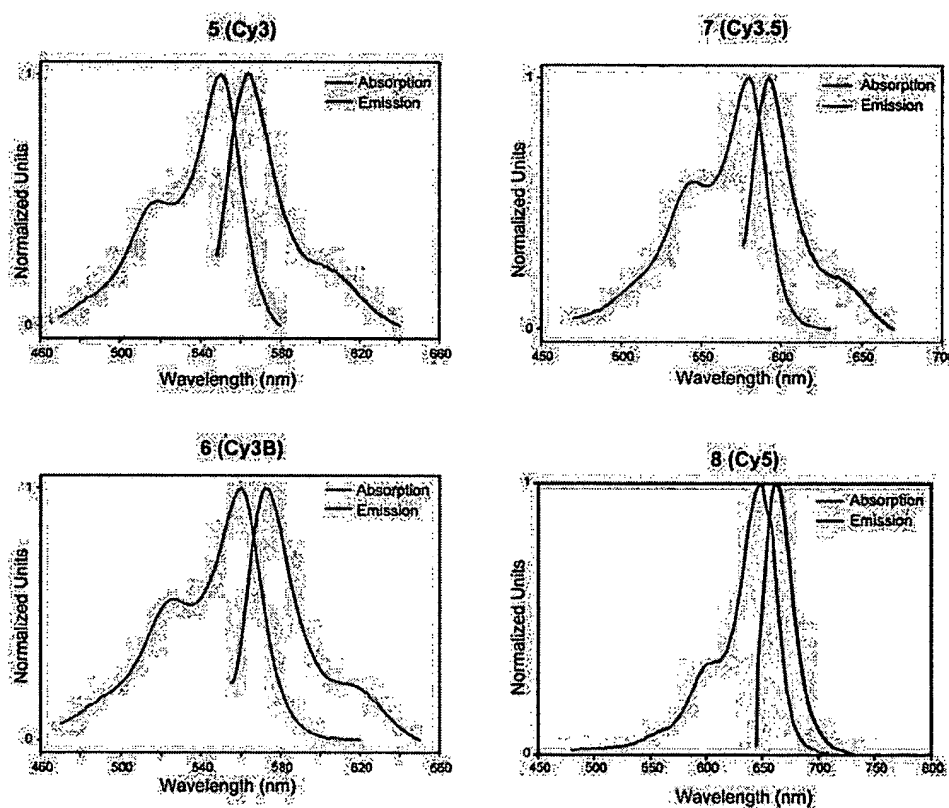 5 (Cy3)
1
Absorption
Emission
Normalized Units
0
460 500 540 580 620 660
Wavelength (nm)
7 (Cy3.5)
1
Absorption
Emission
Normalized Units
0
450 500 550 600 650 700
Wavelength (nm)
6 (Cy3B)
1
Absorption
Emission
Normalized Units
0
460 500 540 580 620 660
Wavelength (nm)
8 (Cy5)
1
Absorption
Emission
Normalized Units
0
450 500 550 600 650 700 750 800
Wavelength (nm)